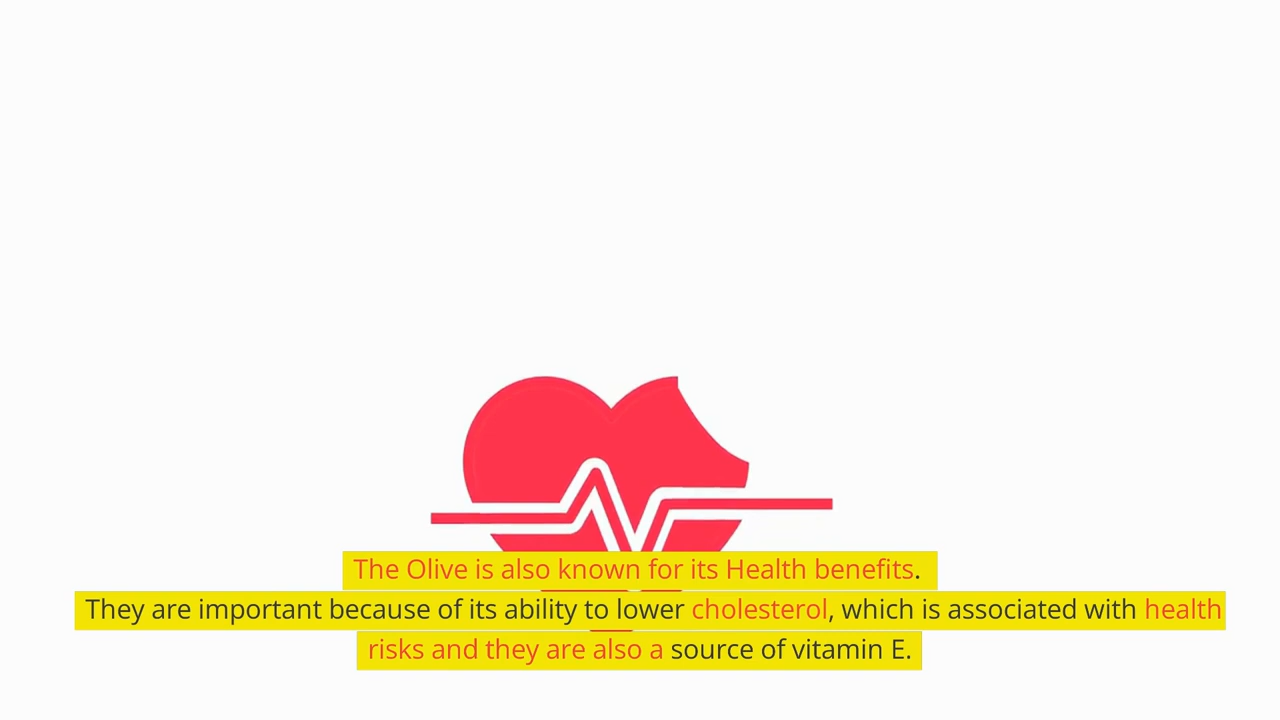 The Olive is also known for its Health benefits.
They are important because of its ability to lower cholesterol, which is associated with health
risks and they are also a source of vitamin E.